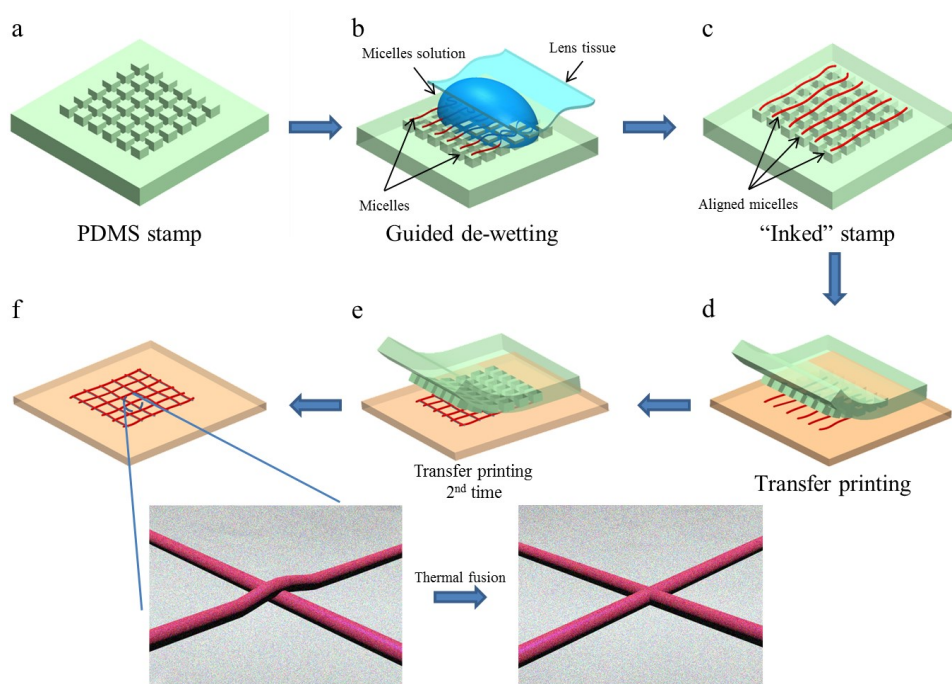 a
b
c
Micelles solution
Lens tissue
Micelles
Aligned micelles
PDMS stamp
Guided de-wetting
“Inked” stamp
f
e
d
Transfer printing
2nd time
Transfer printing
Thermal fusion